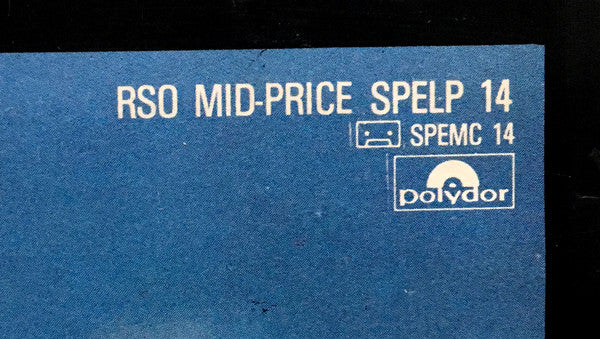 RSO MID-PRICE SPELP 14
SPEMC 14
polydor